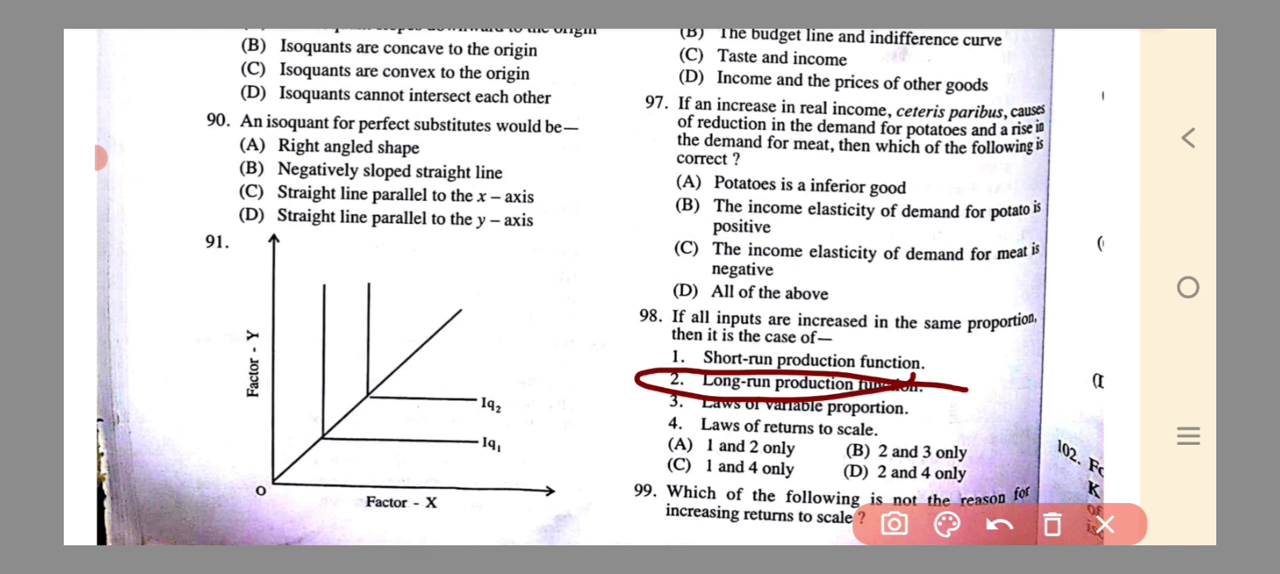 (B) Isoquants are concave to the origin
(C) Isoquants are convex to the origin
(D) Isoquants cannot intersect each other
90. An isoquant for perfect substitutes would be—
(A) Right angled shape
(B) Negatively sloped straight line
(C) Straight line parallel to the x – axis
(D) Straight line parallel to the y – axis
91.
Factor - Y
Iq₂
Iq₁
O
Factor - X
(B) The budget line and indifference curve
(C) Taste and income
(D) Income and the prices of other goods
97. If an increase in real income, ceteris paribus, causes
of reduction in the demand for potatoes and a rise in
the demand for meat, then which of the following is
correct ?
(A) Potatoes is a inferior good
(B) The income elasticity of demand for potato is
positive
(C) The income elasticity of demand for meat is
negative
(D) All of the above
98. If all inputs are increased in the same proportion,
then it is the case of—
1. Short-run production function.
2. Long-run production function.
3. Laws of variable proportion.
4. Laws of returns to scale.
(A) 1 and 2 only (B) 2 and 3 only
(C) 1 and 4 only (D) 2 and 4 only
99. Which of the following is not the reason for
increasing returns to scale ?
102.